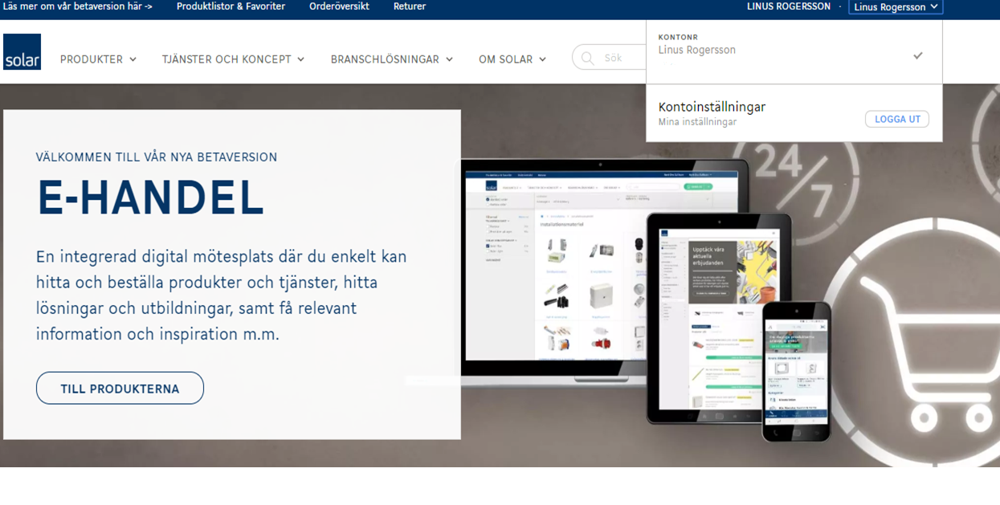 Läs mer om vår betaversion här ->
Produktlistor & Favoriter
Orderöversikt
Returer
LINUS ROGERSSON ·
Linus Rogersson
solar
PRODUKTER
TJÄNSTER OCH KONCEPT
BRANSCHLÖSNINGAR
OM SOLAR
Sök
KONTONR
Linus Rogersson
Kontoinställningar
Mina inställningar
LOGGA UT
VÄLKOMMEN TILL VÅR NYA BETAVERSION
E-HANDEL
En integrerad digital mötesplats där du enkelt kan
hitta och beställa produkter och tjänster, hitta
lösningar och utbildningar, samt få relevant
information och inspiration m.m.
TILL PRODUKTERNA
24/7
Installationsmateriel
Upptäck våra
aktuella
erbjudanden